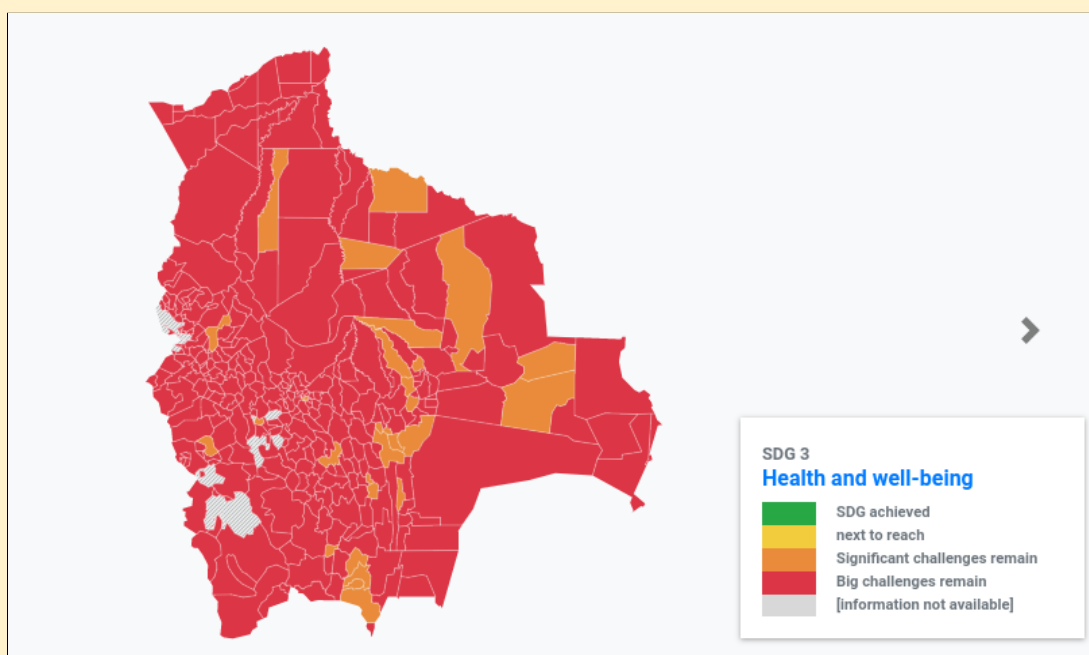 SDG 3
Health and well-being
SDG achieved
next to reach
Significant challenges remain
Big challenges remain
[information not available]